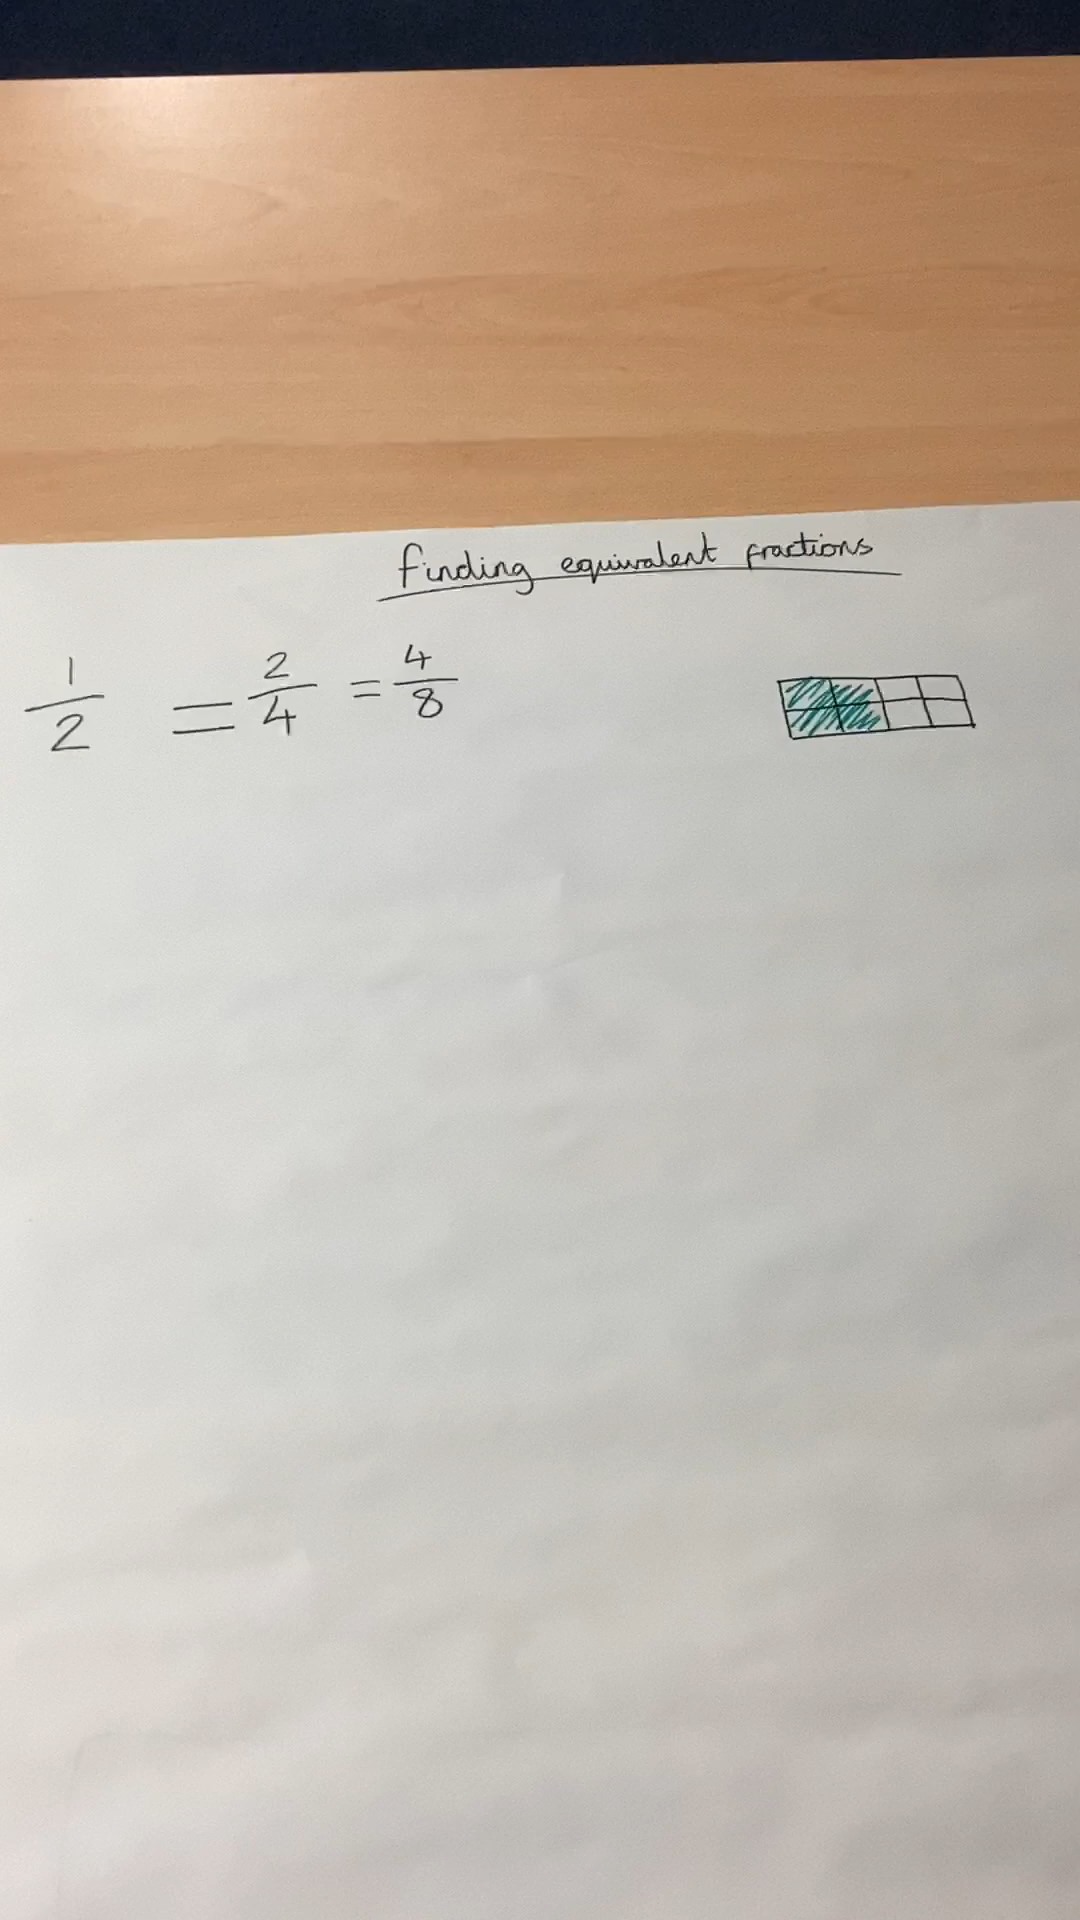 finding equivalent fractions
1/2 = 2/4 = 4/8